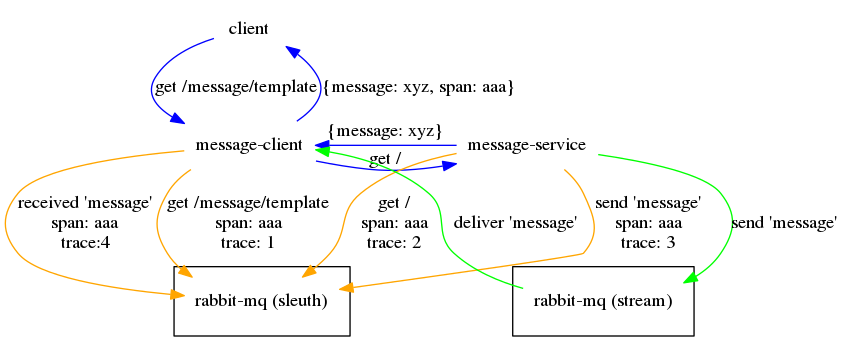 client
get /message/template
{message: xyz, span: aaa}
{message: xyz}
message-client
message-service
get /
received 'message'
span: aaa
trace:4
get /message/template
span: aaa
trace: 1
get /
span: aaa
trace: 2
deliver 'message'
send 'message'
span: aaa
trace: 3
send 'message'
rabbit-mq (sleuth)
rabbit-mq (stream)